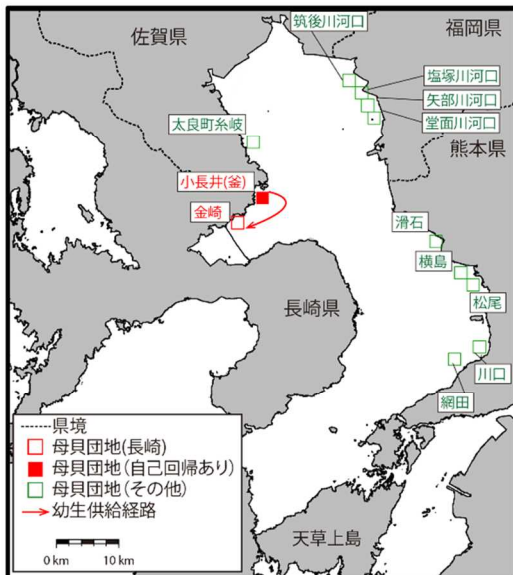 筑後川河口
福岡県
佐賀県
塩塚川河口
矢部川河口
堂面川河口
太良町糸岐
熊本県
小長井(釜)
金崎
滑石
横島
長崎県
松尾
川口
網田
県境
母貝団地(長崎)
母貝団地(自己回帰あり)
母貝団地(その他)
幼生供給経路
0 km 10 km
天草上島